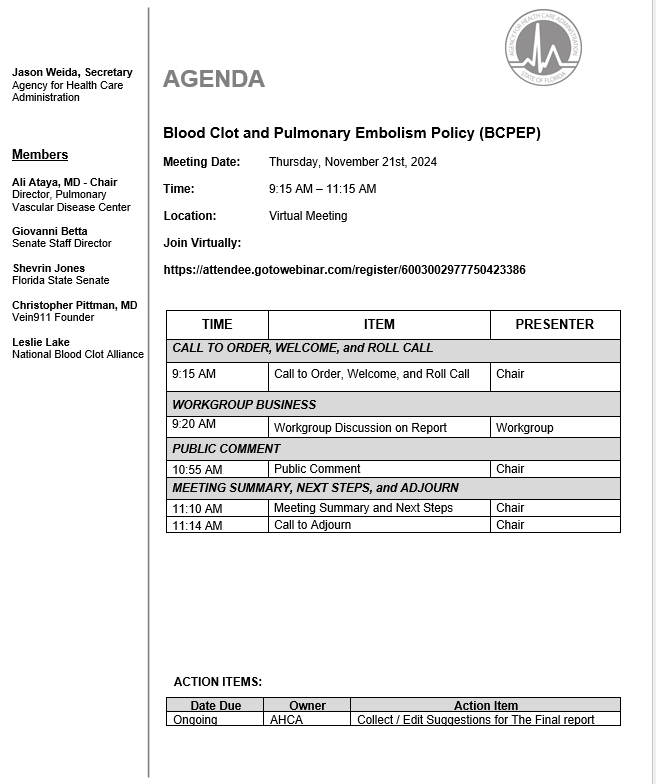 AGENCY FOR HEALTH CARE ADMINISTRATION
STATE OF FLORIDA
Jason Weida, Secretary
Agency for Health Care
Administration
Members
Ali Ataya, MD - Chair
Director, Pulmonary
Vascular Disease Center
Giovanni Betta
Senate Staff Director
Shevrin Jones
Florida State Senate
Christopher Pittman, MD
Vein911 Founder
Leslie Lake
National Blood Clot Alliance
AGENDA
Blood Clot and Pulmonary Embolism Policy (BCPEP)
Meeting Date: Thursday, November 21st, 2024
Time: 9:15 AM – 11:15 AM
Location: Virtual Meeting
Join Virtually:
https://attendee.gotowebinar.com/register/6003002977750423386
TIME ITEM PRESENTER
CALL TO ORDER, WELCOME, and ROLL CALL
9:15 AM Call to Order, Welcome, and Roll Call Chair
WORKGROUP BUSINESS
9:20 AM Workgroup Discussion on Report Workgroup
PUBLIC COMMENT
10:55 AM Public Comment Chair
MEETING SUMMARY, NEXT STEPS, and ADJOURN
11:10 AM Meeting Summary and Next Steps Chair
11:14 AM Call to Adjourn Chair
ACTION ITEMS:
Date Due Owner Action Item
Ongoing AHCA Collect / Edit Suggestions for The Final report